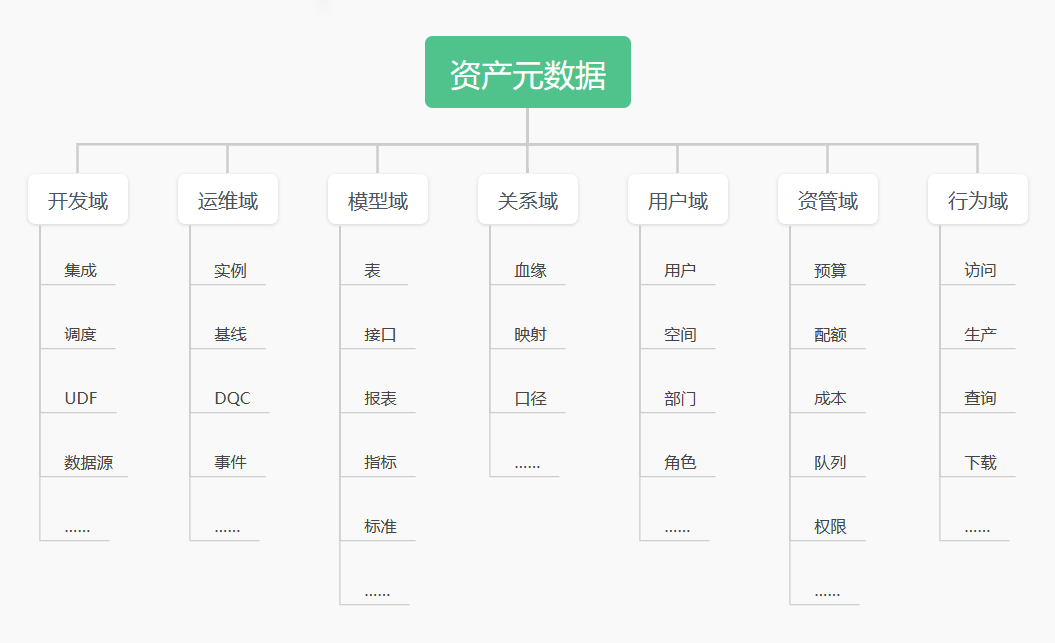 资产元数据
开发域
集成
调度
UDF
数据源
......
运维域
实例
基线
DQC
事件
......
模型域
表
接口
报表
指标
标准
......
关系域
血缘
映射
口径
......
用户域
用户
空间
部门
角色
......
资管域
预算
配额
成本
队列
权限
......
行为域
访问
生产
查询
下载
......